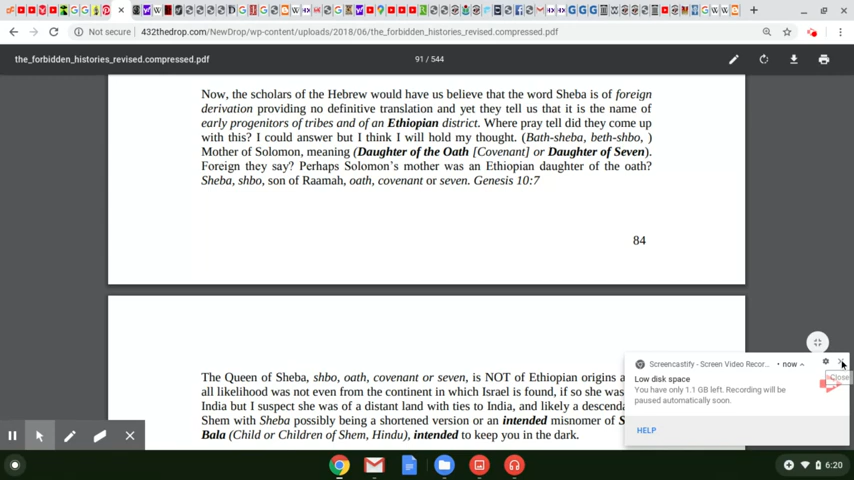 Not secure
432thedrop.com/NewDrop/wp-content/uploads/2018/06/the_forbidden_histories_revised.compressed.pdf
the_forbidden_histories_revised.compressed.pdf
91 / 544
Now, the scholars of the Hebrew would have us believe that the word Sheba is of foreign
derivation providing no definitive translation and yet they tell us that it is the name of
early progenitors of tribes and of an Ethiopian district. Where pray tell did they come up
with this? I could answer but I think I will hold my thought. (Bath-sheba, beth-shbo, )
Mother of Solomon, meaning (Daughter of the Oath [Covenant] or Daughter of Seven).
Foreign they say? Perhaps Solomon's mother was an Ethiopian daughter of the oath?
Sheba, shbo, son of Raamah, oath, covenant or seven. Genesis 10:7
84
The Queen of Sheba, shbo, oath, covenant or seven, is NOT of Ethiopian origins
all likelihood was not even from the continent in which Israel is found, if so she was
India but I suspect she was of a distant land with ties to India, and likely a descenda
Shem with Sheba possibly being a shortened version or an intended misnomer of S
Bala (Child or Children of Shem, Hindu), intended to keep you in the dark.
Screencastify - Screen Video Recor... • now
Low disk space
You have only 1.1 GB left. Recording will be
paused automatically soon.
HELP
Close
6:20